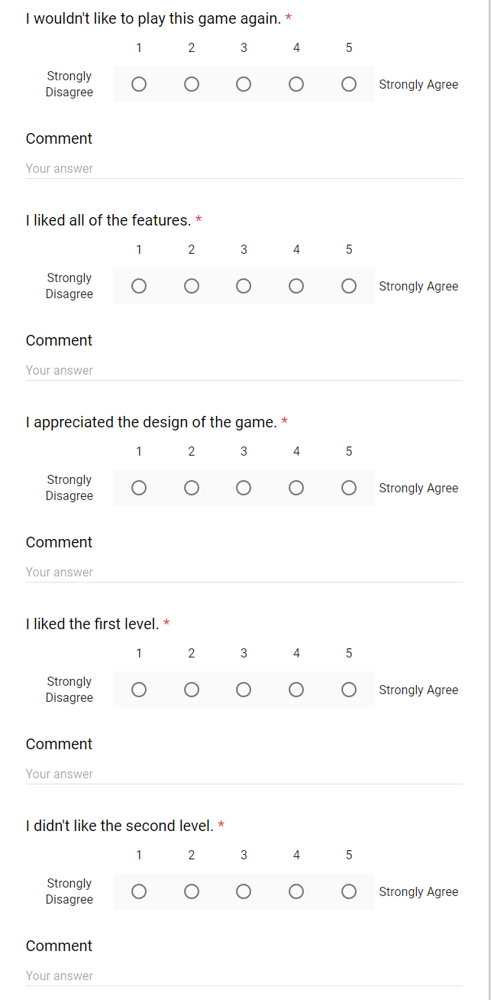 I wouldn't like to play this game again. *
1 2 3 4 5
Strongly
Disagree
Strongly Agree
Comment
Your answer
I liked all of the features. *
1 2 3 4 5
Strongly
Disagree
Strongly Agree
Comment
Your answer
I appreciated the design of the game. *
1 2 3 4 5
Strongly
Disagree
Strongly Agree
Comment
Your answer
I liked the first level. *
1 2 3 4 5
Strongly
Disagree
Strongly Agree
Comment
Your answer
I didn't like the second level. *
1 2 3 4 5
Strongly
Disagree
Strongly Agree
Comment
Your answer